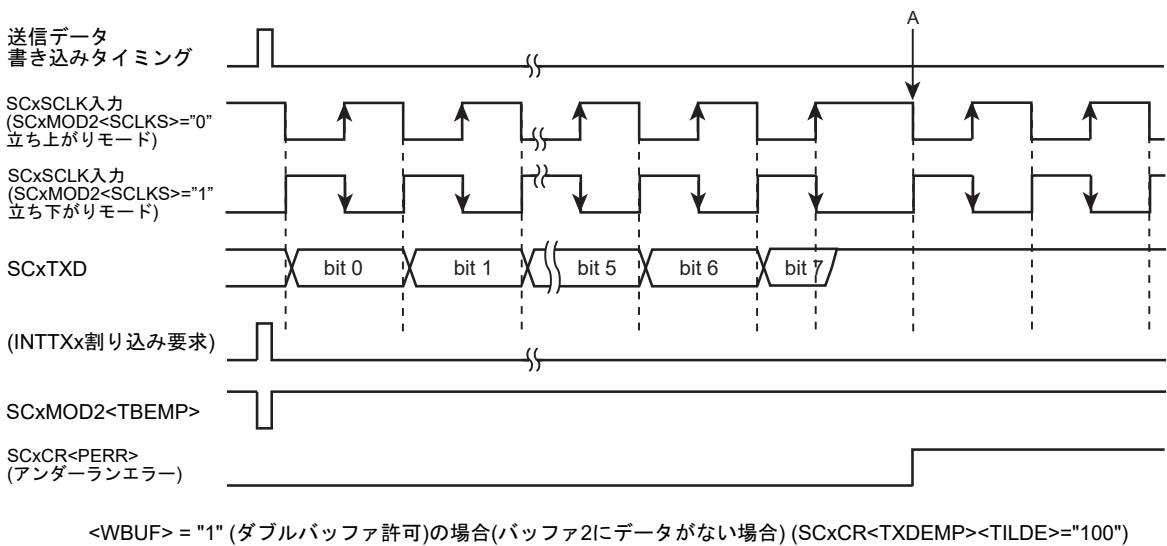 A
送信データ
書き込みタイミング
SCxSCLK入力
(SCxMOD2<SCLKS>="0"
立ち上がりモード)
SCxSCLK入力
(SCxMOD2<SCLKS>="1"
立ち下がりモード)
SCxTXD
bit 0 bit 1 bit 5 bit 6 bit 7
(INTTXx割り込み要求)
SCxMOD2<TBEMP>
SCxCR<PERR>
(アンダーランエラー)
<WBUF> = "1" (ダブルバッファ許可)の場合(バッファ2にデータがない場合) (SCxCR<TXDEMP><TILDE>="100")